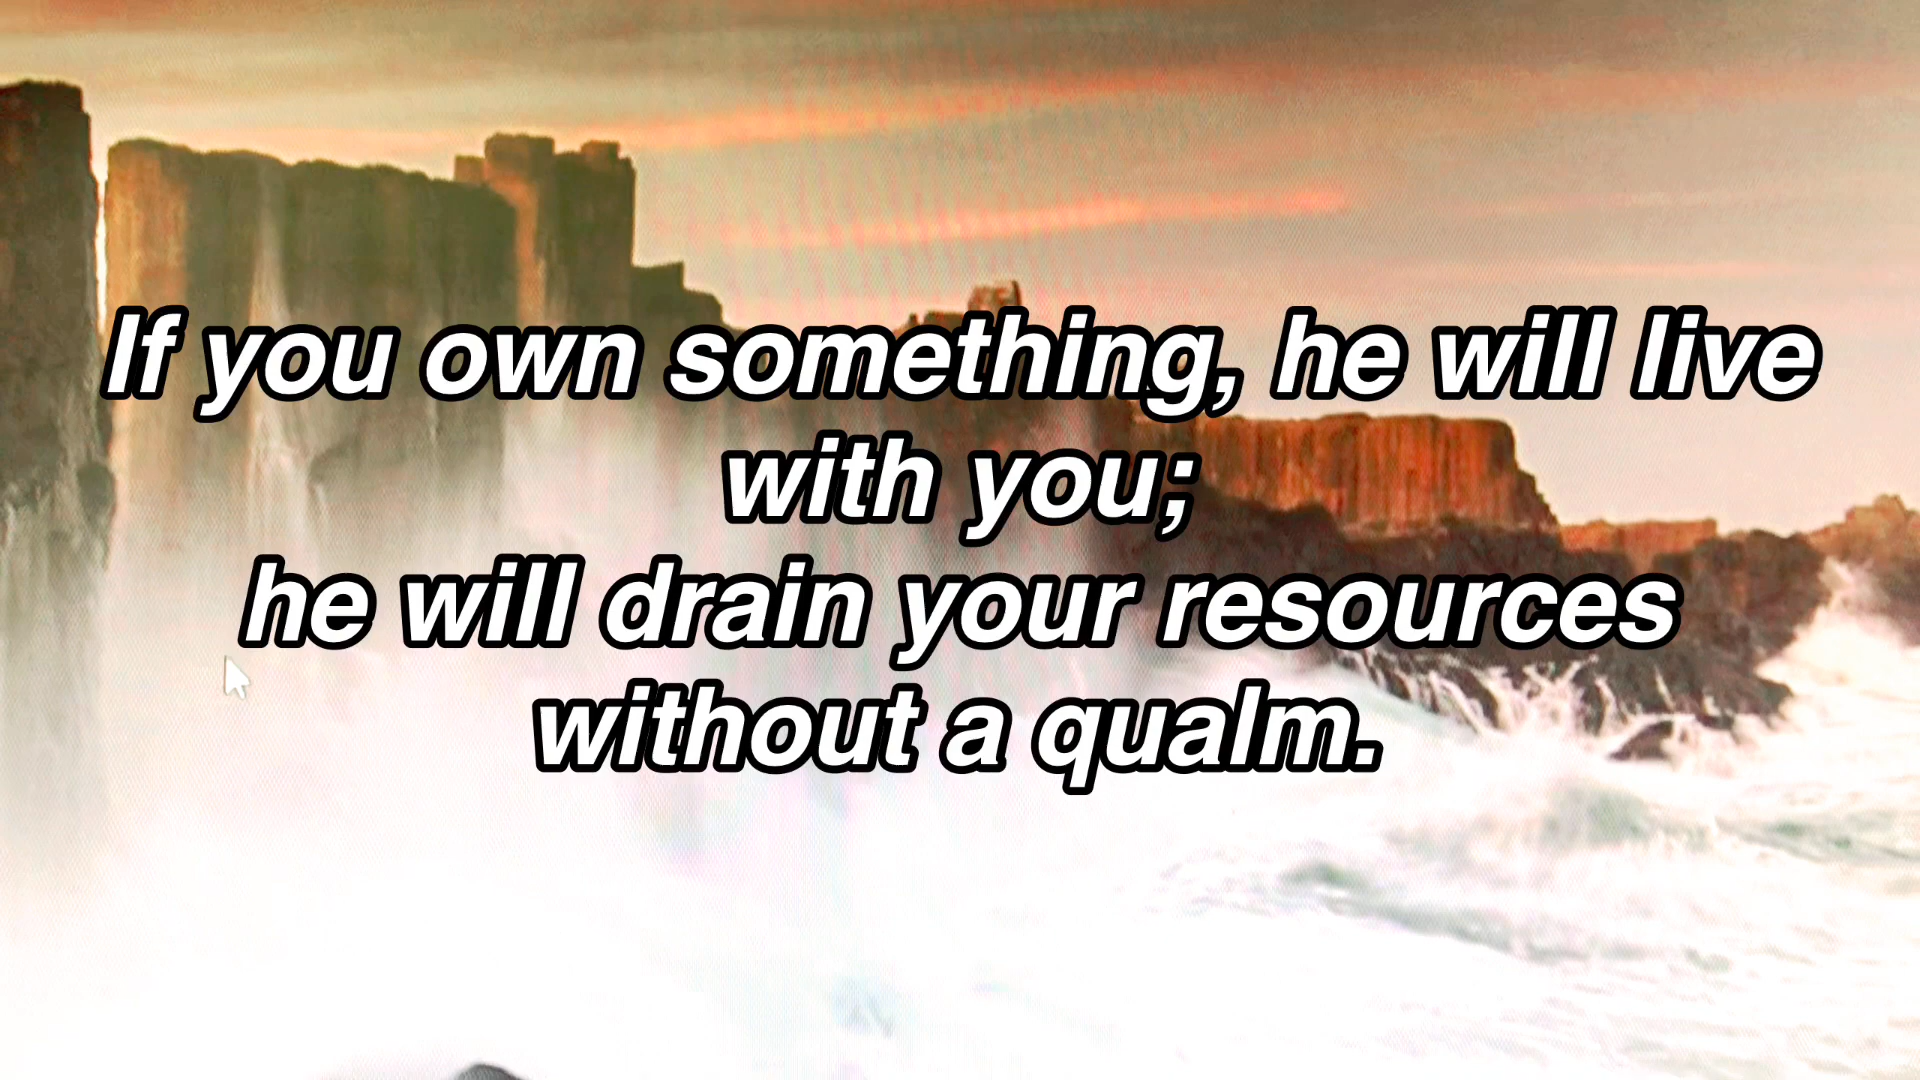 If you own something, he will live
with you;
he will drain your resources
without a qualm.